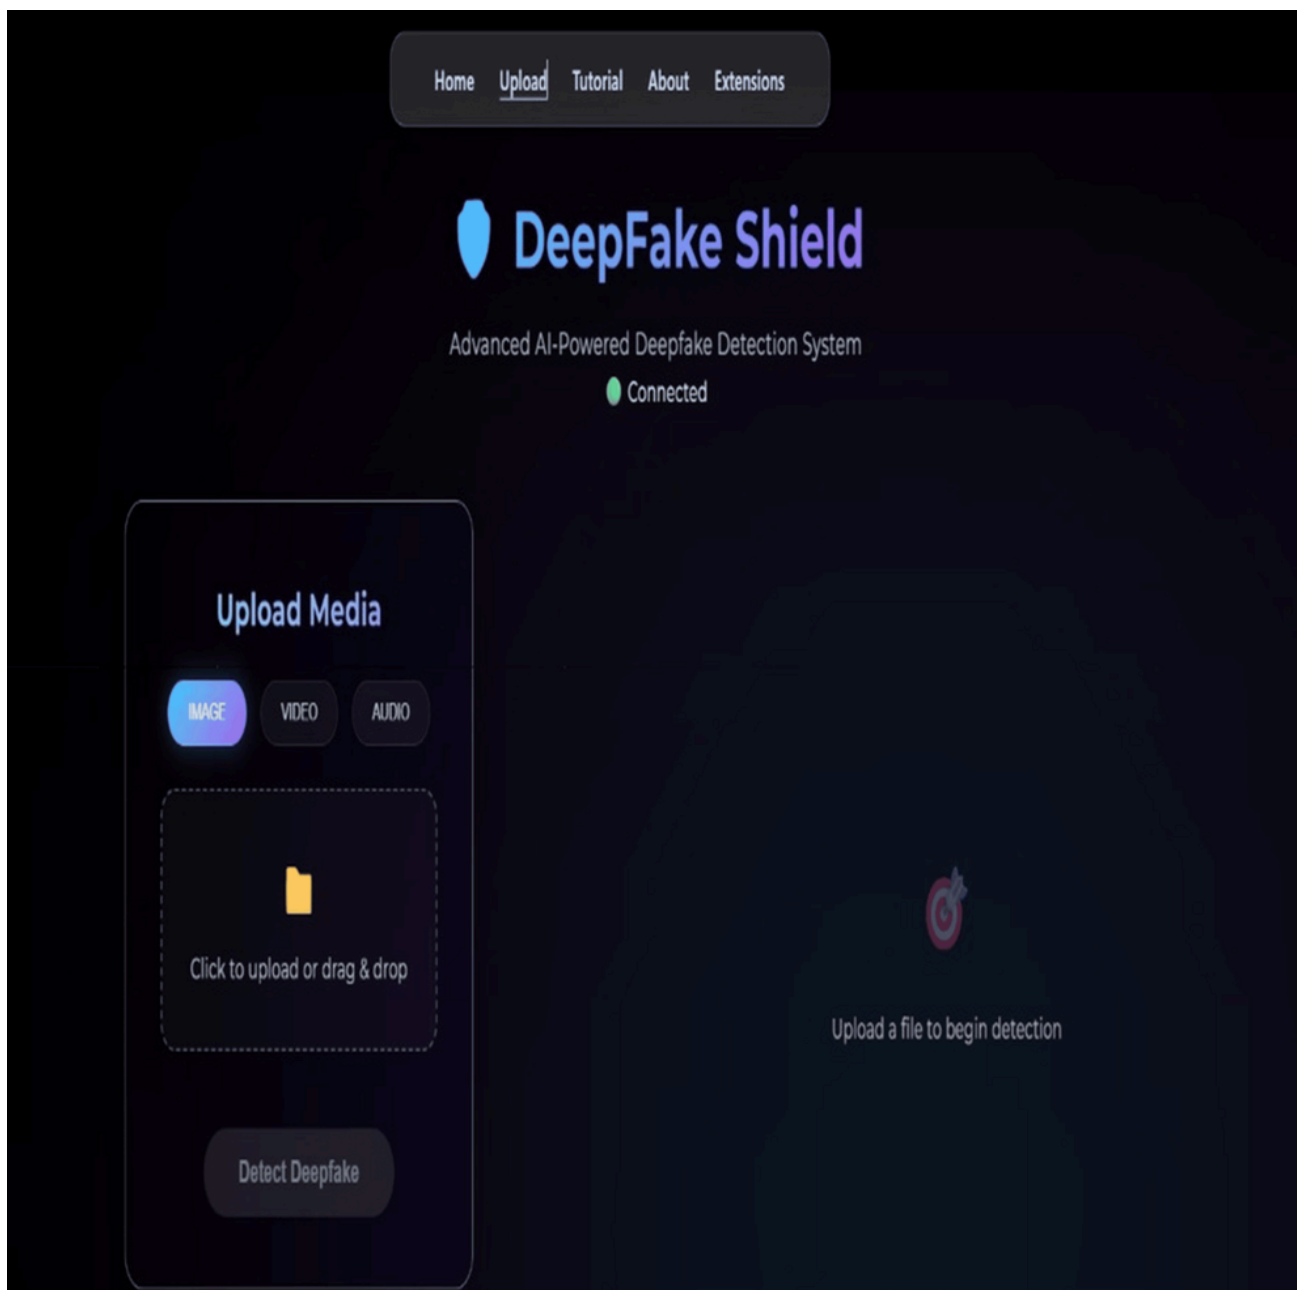 Home Upload Tutorial About Extensions
DeepFake Shield
Advanced AI-Powered Deepfake Detection System
Connected
Upload Media
IMAGE VIDEO AUDIO
Click to upload or drag & drop
Detect Deepfake
Upload a file to begin detection